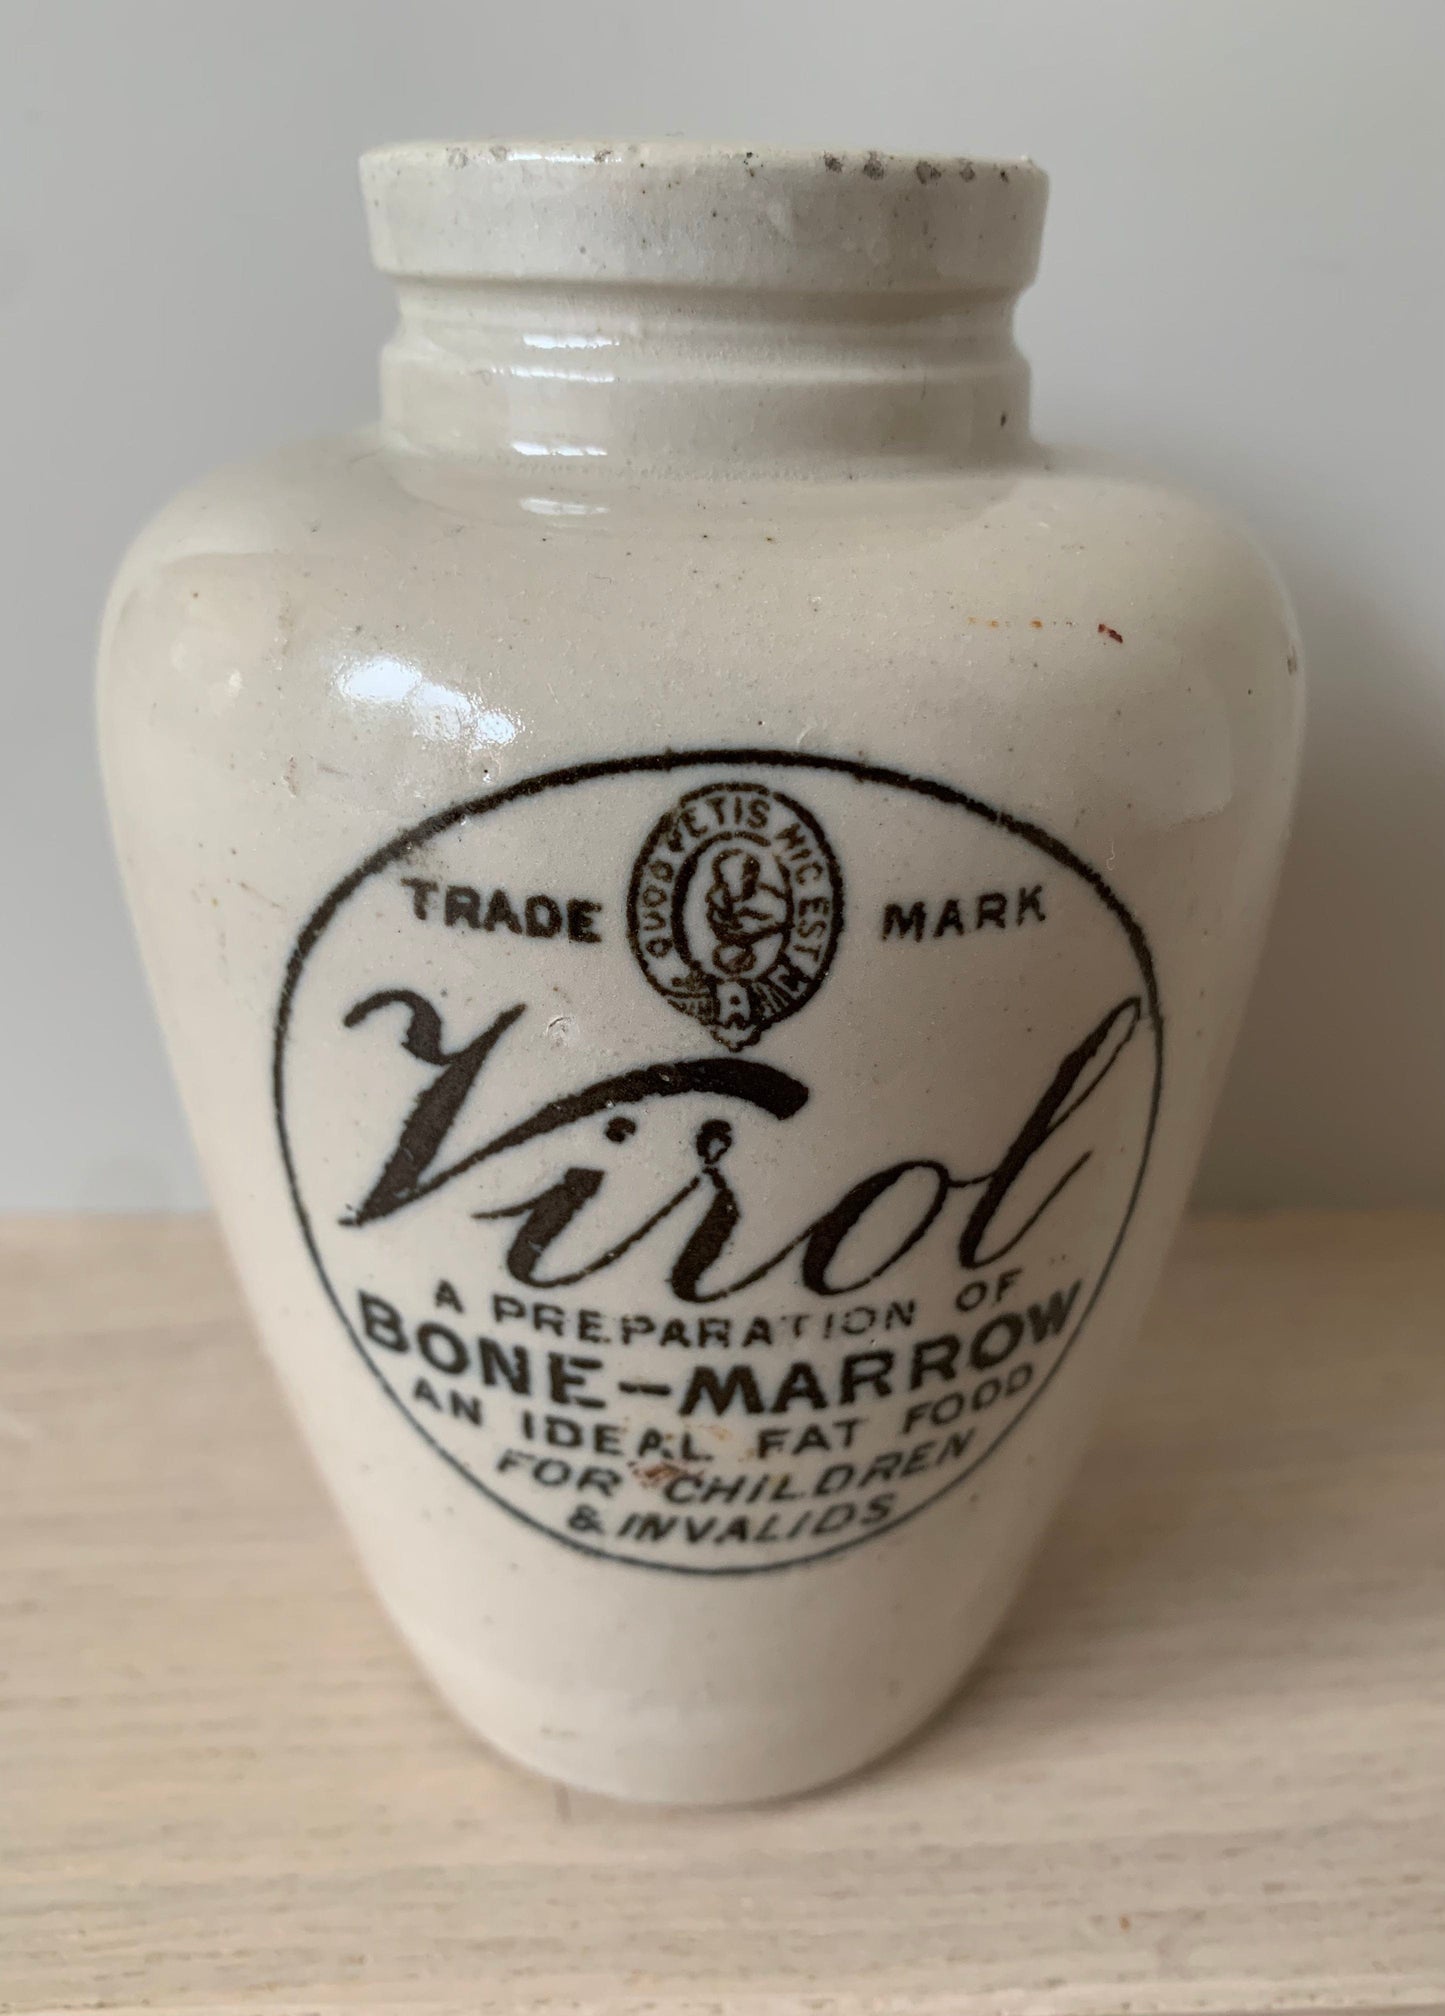 QUOD PETIS HIC EST
TRADE MARK
Virol
A PREPARATION OF
BONE-MARROW
AN IDEAL FAT FOOD
FOR CHILDREN
& INVALIDS